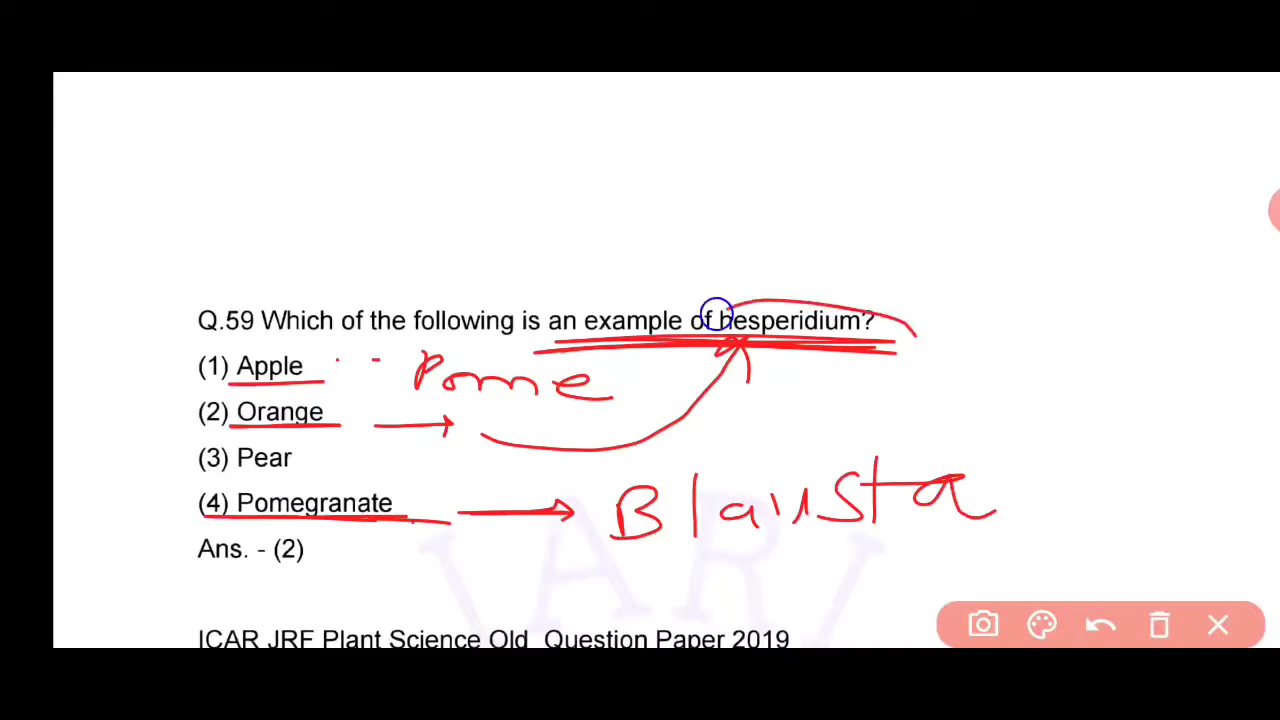 Q.59 Which of the following is an example of hesperidium?
(1) Apple Pome
(2) Orange
(3) Pear
(4) Pomegranate Blausta
Ans. - (2)
IARI
ICAR JRF Plant Science Old Question Paper 2019